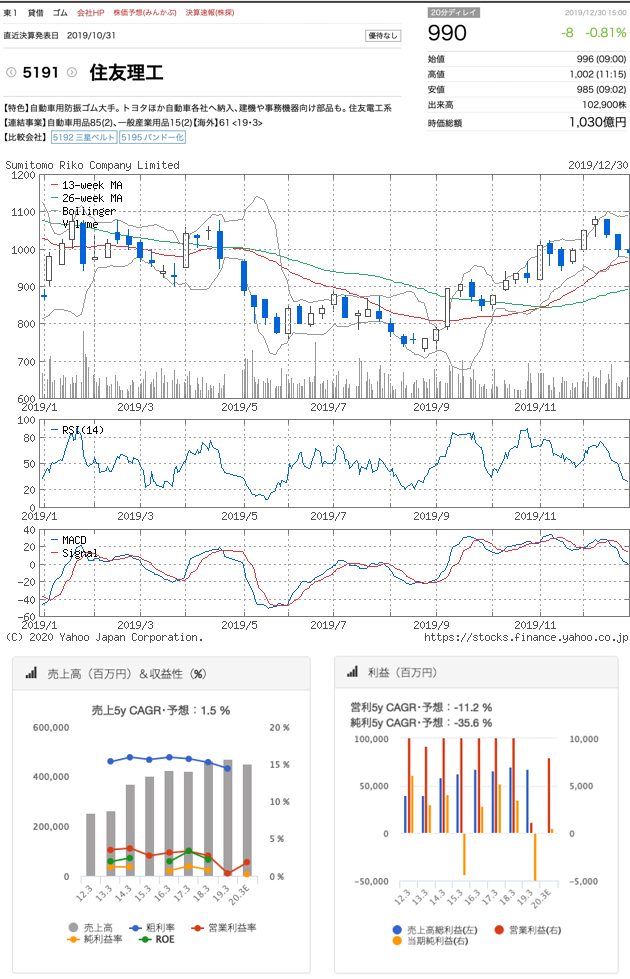 東1 貸借 ゴム 会社HP 株価予想(みんかぶ) 決算速報(株探)
直近決算発表日 2019/10/31
優待なし
5191 住友理工
【特色】自動車用防振ゴム大手。トヨタほか自動車各社へ納入、建機や事務機器向け部品も。住友電工系
【連結事業】自動車用品85(2)、一般産業用品15(2)【海外】61 <19・3>
【比較会社】 5192 三星ベルト 5195 バンドー化
20分ディレイ 2019/12/30 15:00
990 -8 -0.81%
始値 996 (09:00)
高値 1,002 (11:15)
安値 985 (09:02)
出来高 102,900株
時価総額 1,030億円
Sumitomo Riko Company Limited 2019/12/30
1200
1100
1000
900
800
700
600
13-week MA
26-week MA
Bollinger
Volume
2019/1 2019/3 2019/5 2019/7 2019/9 2019/11
100
80
50
20
0
RSI(14)
2019/1 2019/3 2019/5 2019/7 2019/9 2019/11
40
20
0
-20
-40
-60
MACD
Signal
2019/1 2019/3 2019/5 2019/7 2019/9 2019/11
(C) 2020 Yahoo Japan Corporation. https://stocks.finance.yahoo.co.jp
売上高（百万円）＆収益性（%）
売上5y CAGR・予想：1.5 %
600,000
400,000
200,000
0
20 %
15 %
10 %
5 %
0 %
12.3 13.3 14.3 15.3 16.3 17.3 18.3 19.3 20.3E
売上高 粗利率 営業利益率
純利益率 ROE
利益（百万円）
営利5y CAGR・予想：-11.2 %
純利5y CAGR・予想：-35.6 %
100,000
50,000
0
-50,000
10,000
5,000
0
-5,000
12.3 13.3 14.3 15.3 16.3 17.3 18.3 19.3 20.3E
売上高総利益(左) 営業利益(右)
当期純利益(右)